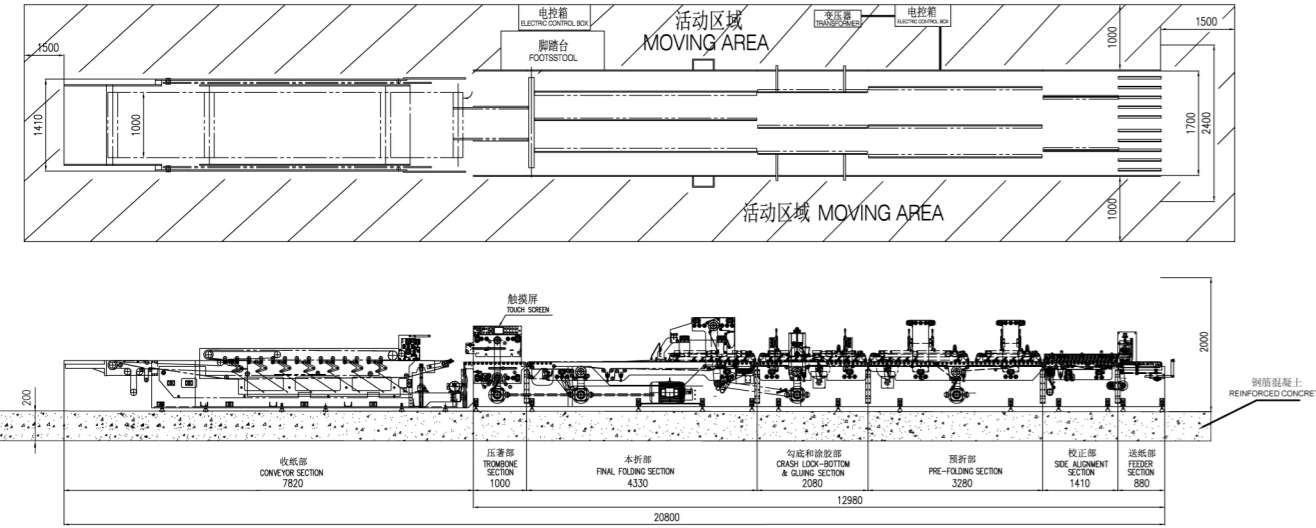 电控箱
ELECTRIC CONTROL BOX
脚踏台
FOOTSSTOOL
活动区域
MOVING AREA
变压器
TRANSFORMER
电控箱
ELECTRIC CONTROL BOX
1500
1500
1000
1410
1000
1700
2400
活动区域 MOVING AREA
1000
触摸屏
TOUCH SCREEN
2000
200
钢筋混凝土
REINFORCED CONCRET
收纸部
CONVEYOR SECTION
7820
压著部
TROMBONE
SECTION
1000
本折部
FINAL FOLDING SECTION
4330
勾底和涂胶部
CRASH LOCK-BOTTOM
& GLUING SECTION
2080
预折部
PRE-FOLDING SECTION
3280
校正部
SIDE ALIGNMENT
SECTION
1410
送纸部
FEEDER
SECTION
880
12980
20800